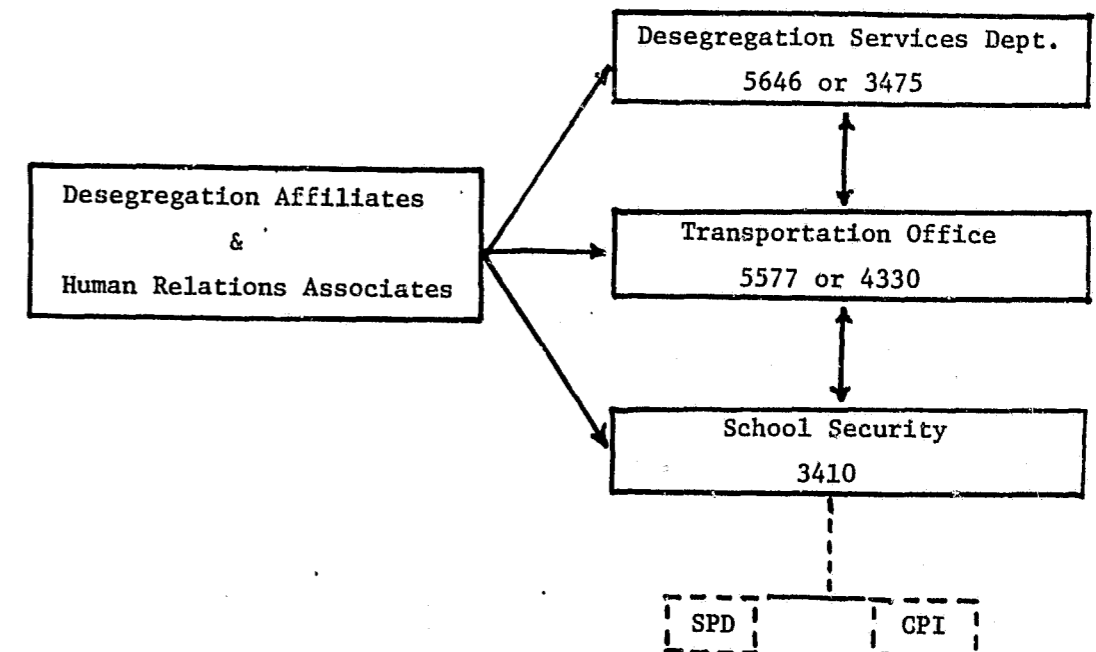 Desegregation Services Dept.
5646 or 3475
Desegregation Affiliates
&
Human Relations Associates
Transportation Office
5577 or 4330
School Security
3410
SPD
CPI